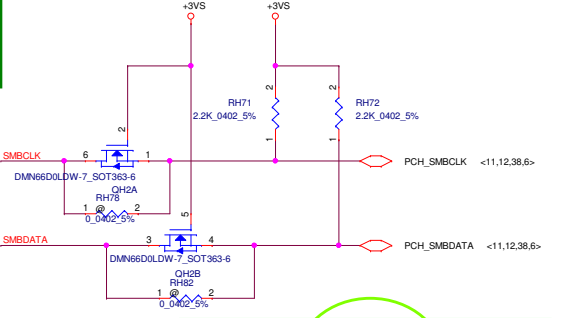 +3VS +3VS
2 2 2
RH71 RH72
2.2K_0402_5% 2.2K_0402_5%
1 1
SMBCLK 6 1 PCH_SMBCLK <11,12,38,6>
DMN66D0LDW-7_SOT363-6
QH2A
RH78
1 @ 2 5
0_0402_5%
SMBDATA 3 4 PCH_SMBDATA <11,12,38,6>
DMN66D0LDW-7_SOT363-6
QH2B
RH82
1 @ 2
0_0402_5%